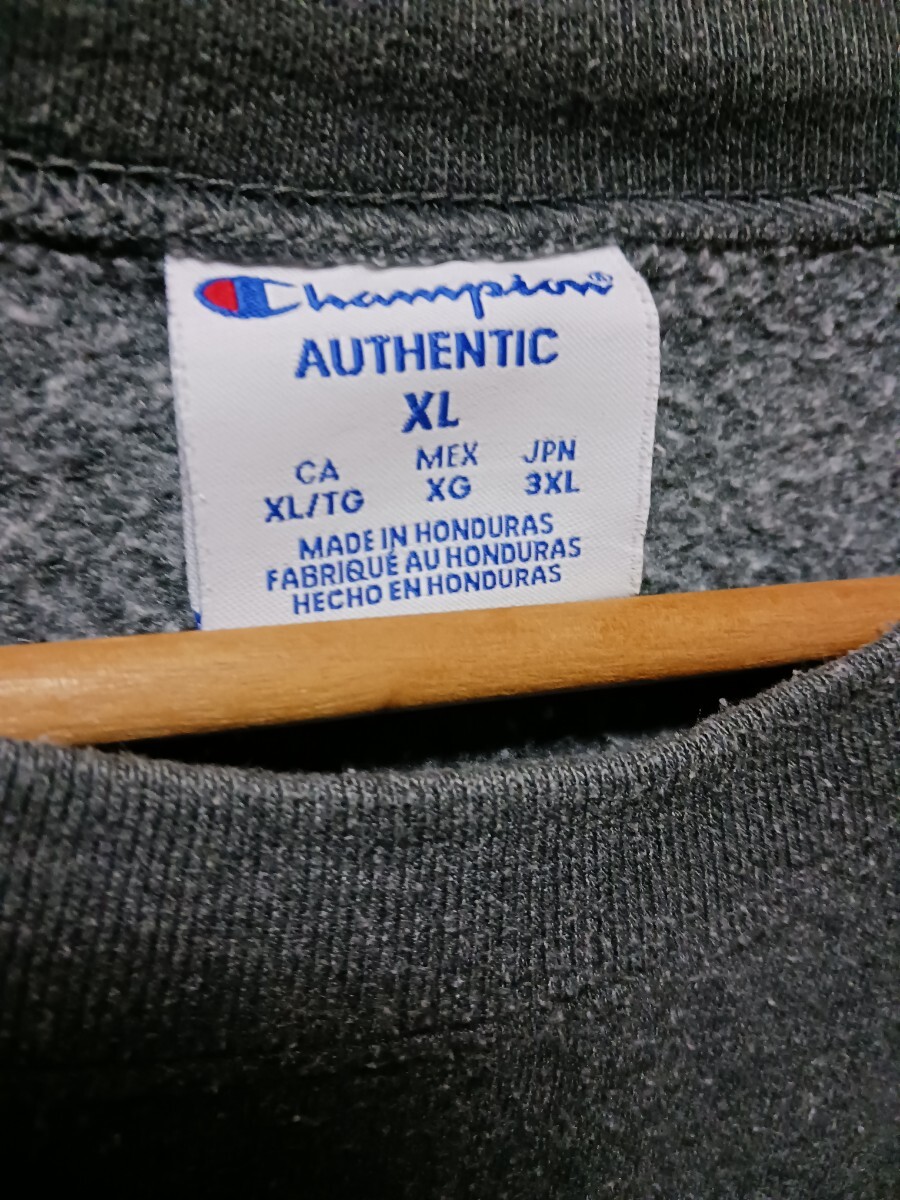 Champion®
AUTHENTIC
XL
CA MEX JPN
XL/TG XG 3XL
MADE IN HONDURAS
FABRIQUÉ AU HONDURAS
HECHO EN HONDURAS